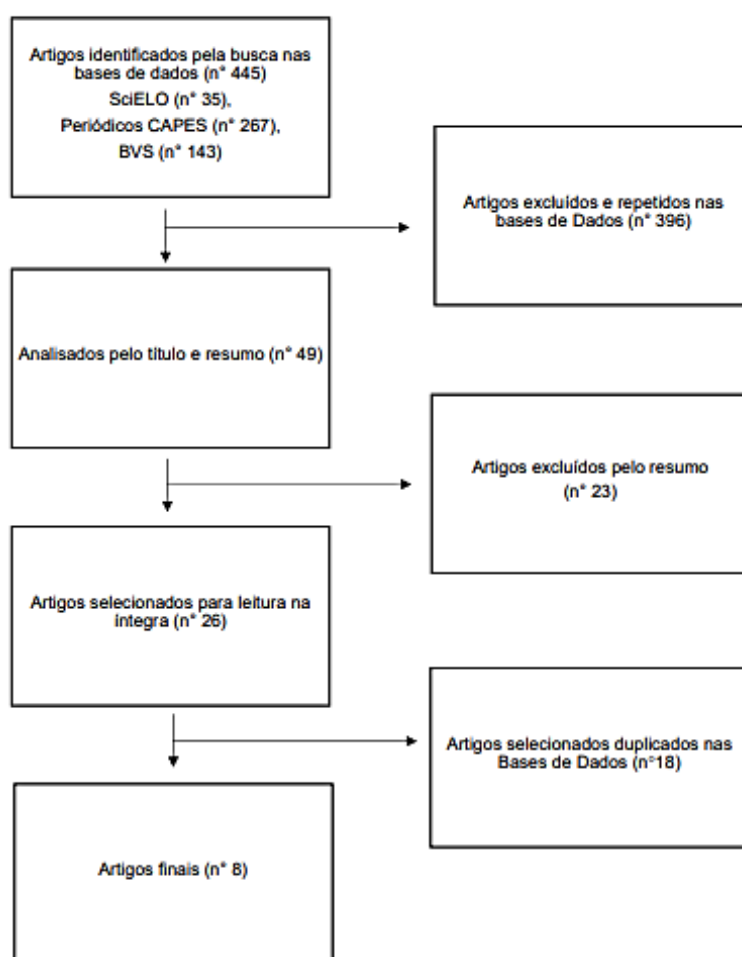 Artigos identificados pela busca nas
bases de dados (n° 445)
SciELO (n° 35),
Periódicos CAPES (n° 267),
BVS (n° 143)
Artigos excluídos e repetidos nas
bases de Dados (n° 396)
Analisados pelo título e resumo (n° 49)
Artigos excluídos pelo resumo
(n° 23)
Artigos selecionados para leitura na
integra (n° 26)
Artigos selecionados duplicados nas
Bases de Dados (n°18)
Artigos finais (n° 8)